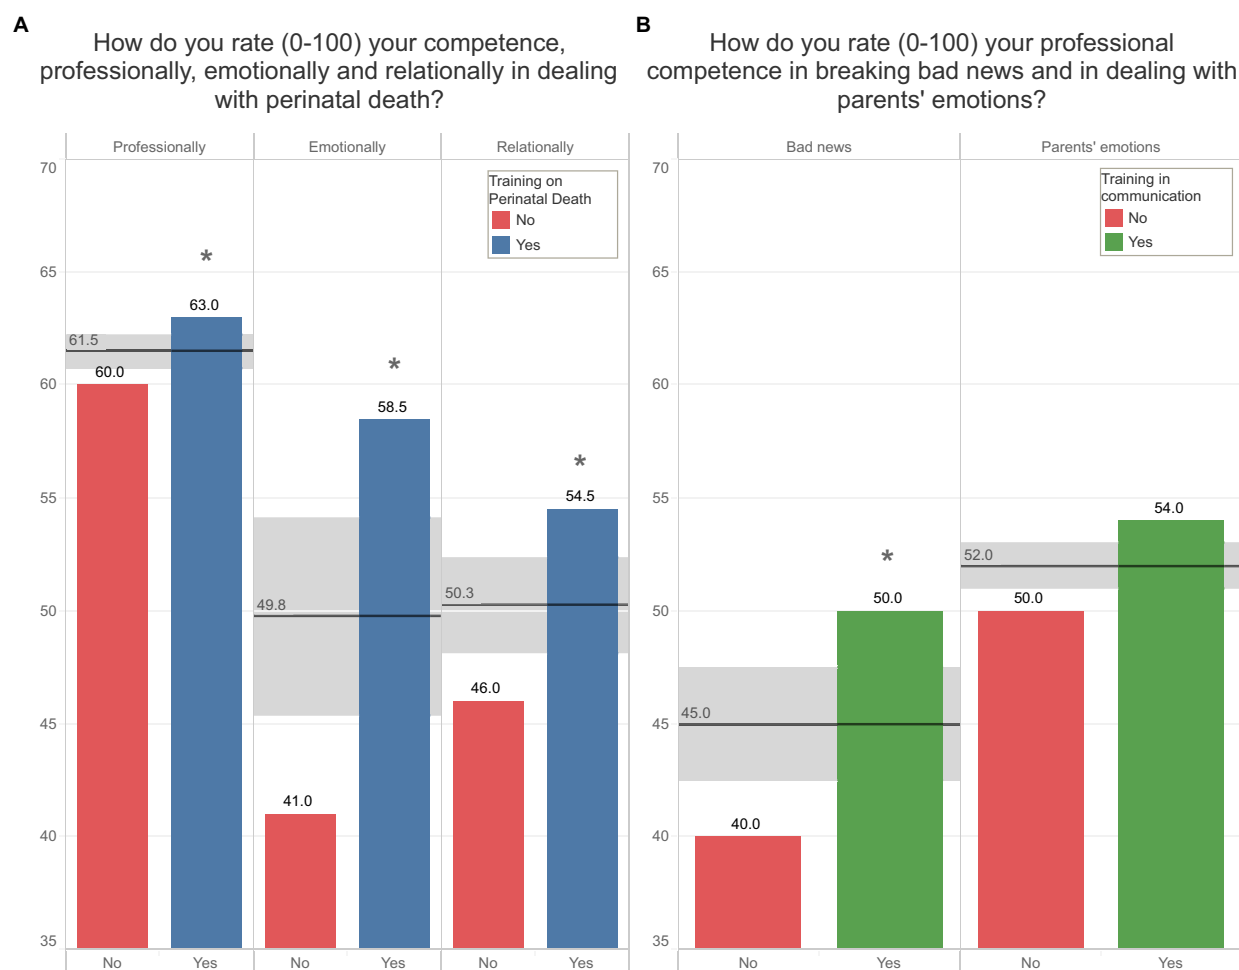 A
How do you rate (0-100) your competence,
professionally, emotionally and relationally in dealing
with perinatal death?
Professionally
Emotionally
Relationally
70
65
60
55
50
45
40
35
Training on
Perinatal Death
No
Yes
*
63.0
61.5
60.0
*
58.5
49.8
41.0
*
54.5
50.3
46.0
No
Yes
No
Yes
No
Yes
B
How do you rate (0-100) your professional
competence in breaking bad news and in dealing with
parents' emotions?
Bad news
Parents' emotions
70
65
60
55
50
45
40
35
Training in
communication
No
Yes
*
50.0
45.0
40.0
54.0
52.0
50.0
No
Yes
No
Yes